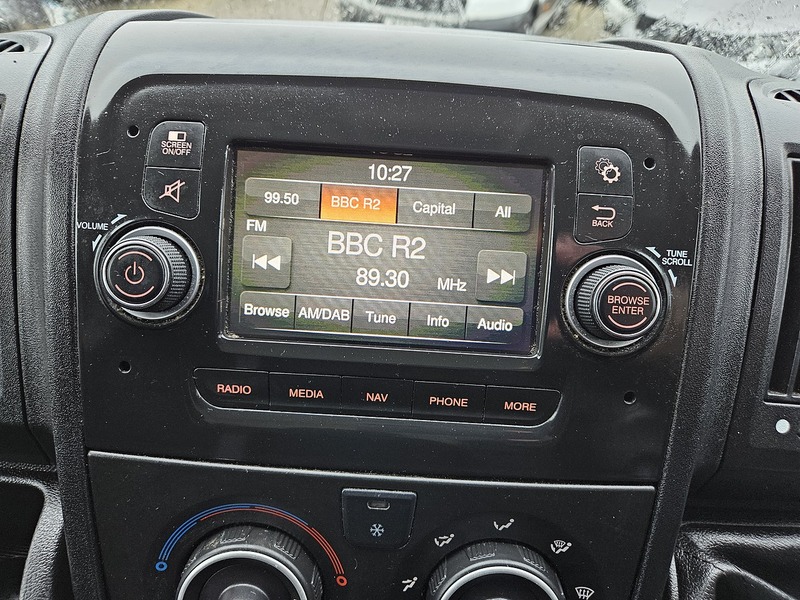 SCREEN
ON/OFF
VOLUME
10:27
99.50 BBC R2 Capital All
FM
BBC R2
89.30 MHz
Browse AM/DAB Tune Info Audio
BACK
TUNE
SCROLL
BROWSE
ENTER
RADIO MEDIA NAV PHONE MORE